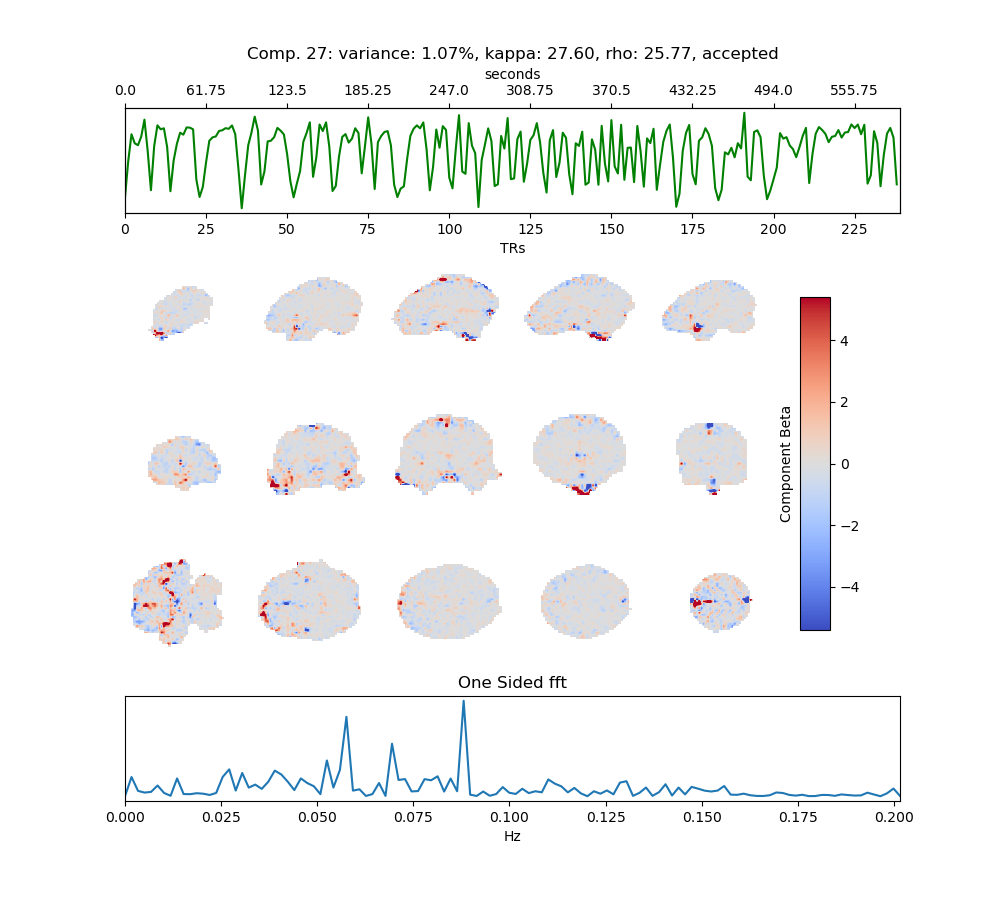 Comp. 27: variance: 1.07%, kappa: 27.60, rho: 25.77, accepted
seconds
0.0 61.75 123.5 185.25 247.0 308.75 370.5 432.25 494.0 555.75
0 25 50 75 100 125 150 175 200 225
TRs
4
2
0
−2
−4
Component Beta
One Sided fft
0.000 0.025 0.050 0.075 0.100 0.125 0.150 0.175 0.200
Hz